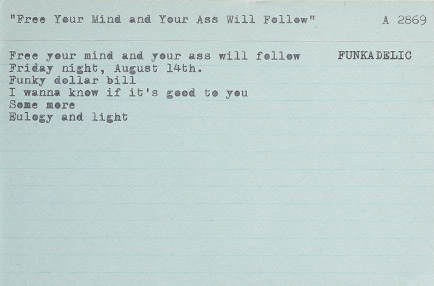 "Free Your Mind and Your Ass Will Follow" A 2869
Free your mind and your ass will follow FUNKADELIC
Friday night, August 14th.
Funky dollar bill
I wanna know if it's good to you
Some more
Eulogy and light